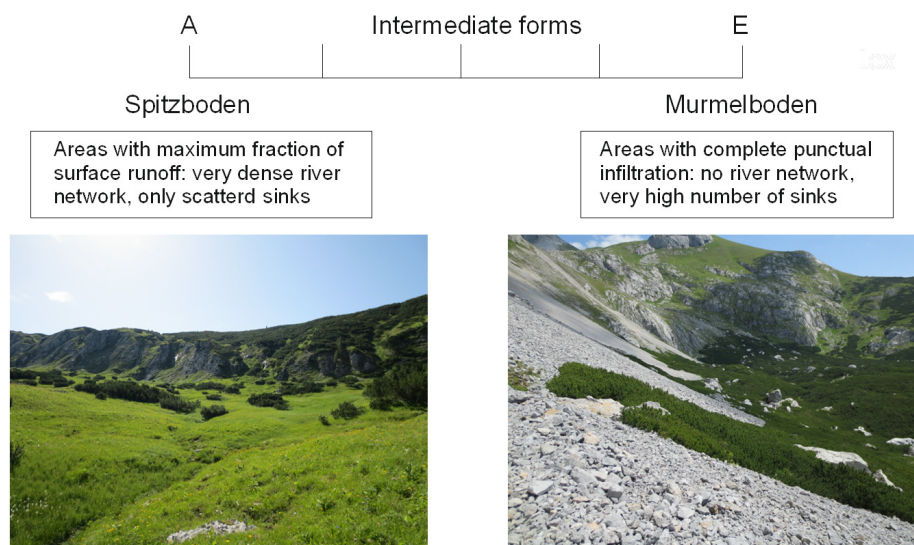 A Intermediate forms E
Spitzboden Murmelboden
Areas with maximum fraction of
surface runoff: very dense river
network, only scatterd sinks
Areas with complete punctual
infiltration: no river network,
very high number of sinks